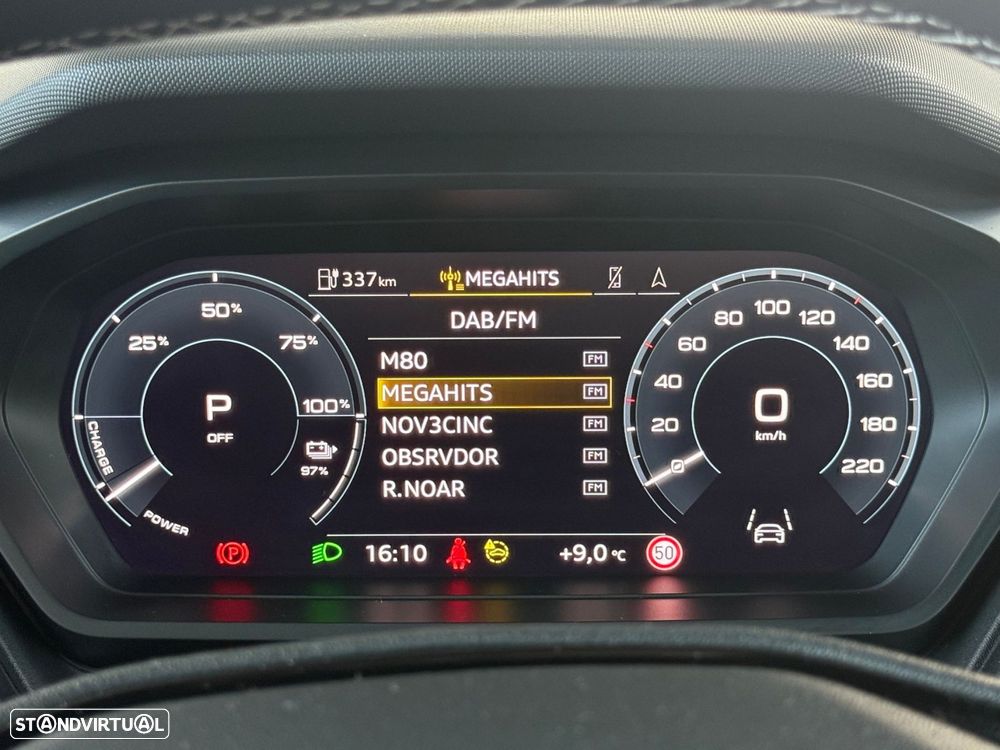 337 km
MEGAHITS
DAB/FM
M80 FM
MEGAHITS FM
NOV3CINC FM
OBSRVDOR FM
R.NOAR FM
25%
50%
75%
100%
CHARGE
POWER
P
OFF
97%
20
40
60
80
100
120
140
160
180
220
0
km/h
P
16:10
+9,0 °C
50
STANDVIRTUAL